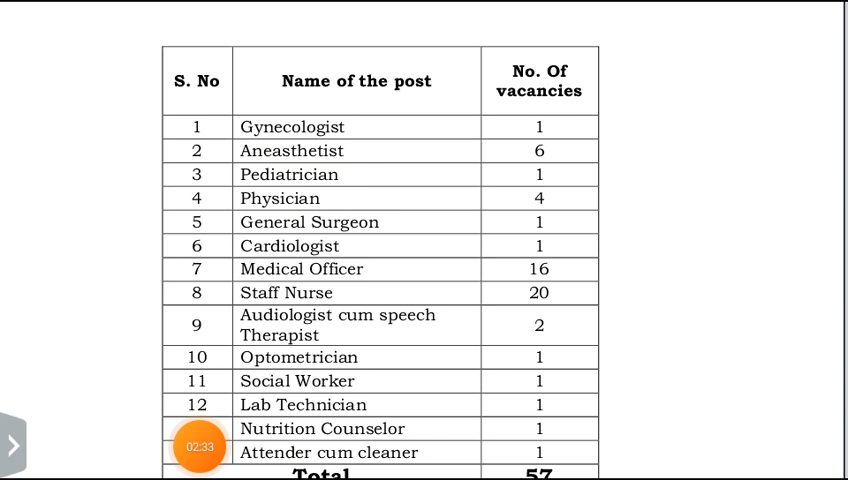 S. No Name of the post No. Of vacancies
1 Gynecologist 1
2 Aneasthetist 6
3 Pediatrician 1
4 Physician 4
5 General Surgeon 1
6 Cardiologist 1
7 Medical Officer 16
8 Staff Nurse 20
9 Audiologist cum speech Therapist 2
10 Optometrician 1
11 Social Worker 1
12 Lab Technician 1
Nutrition Counselor 1
02:33
Attender cum cleaner 1
Total 57